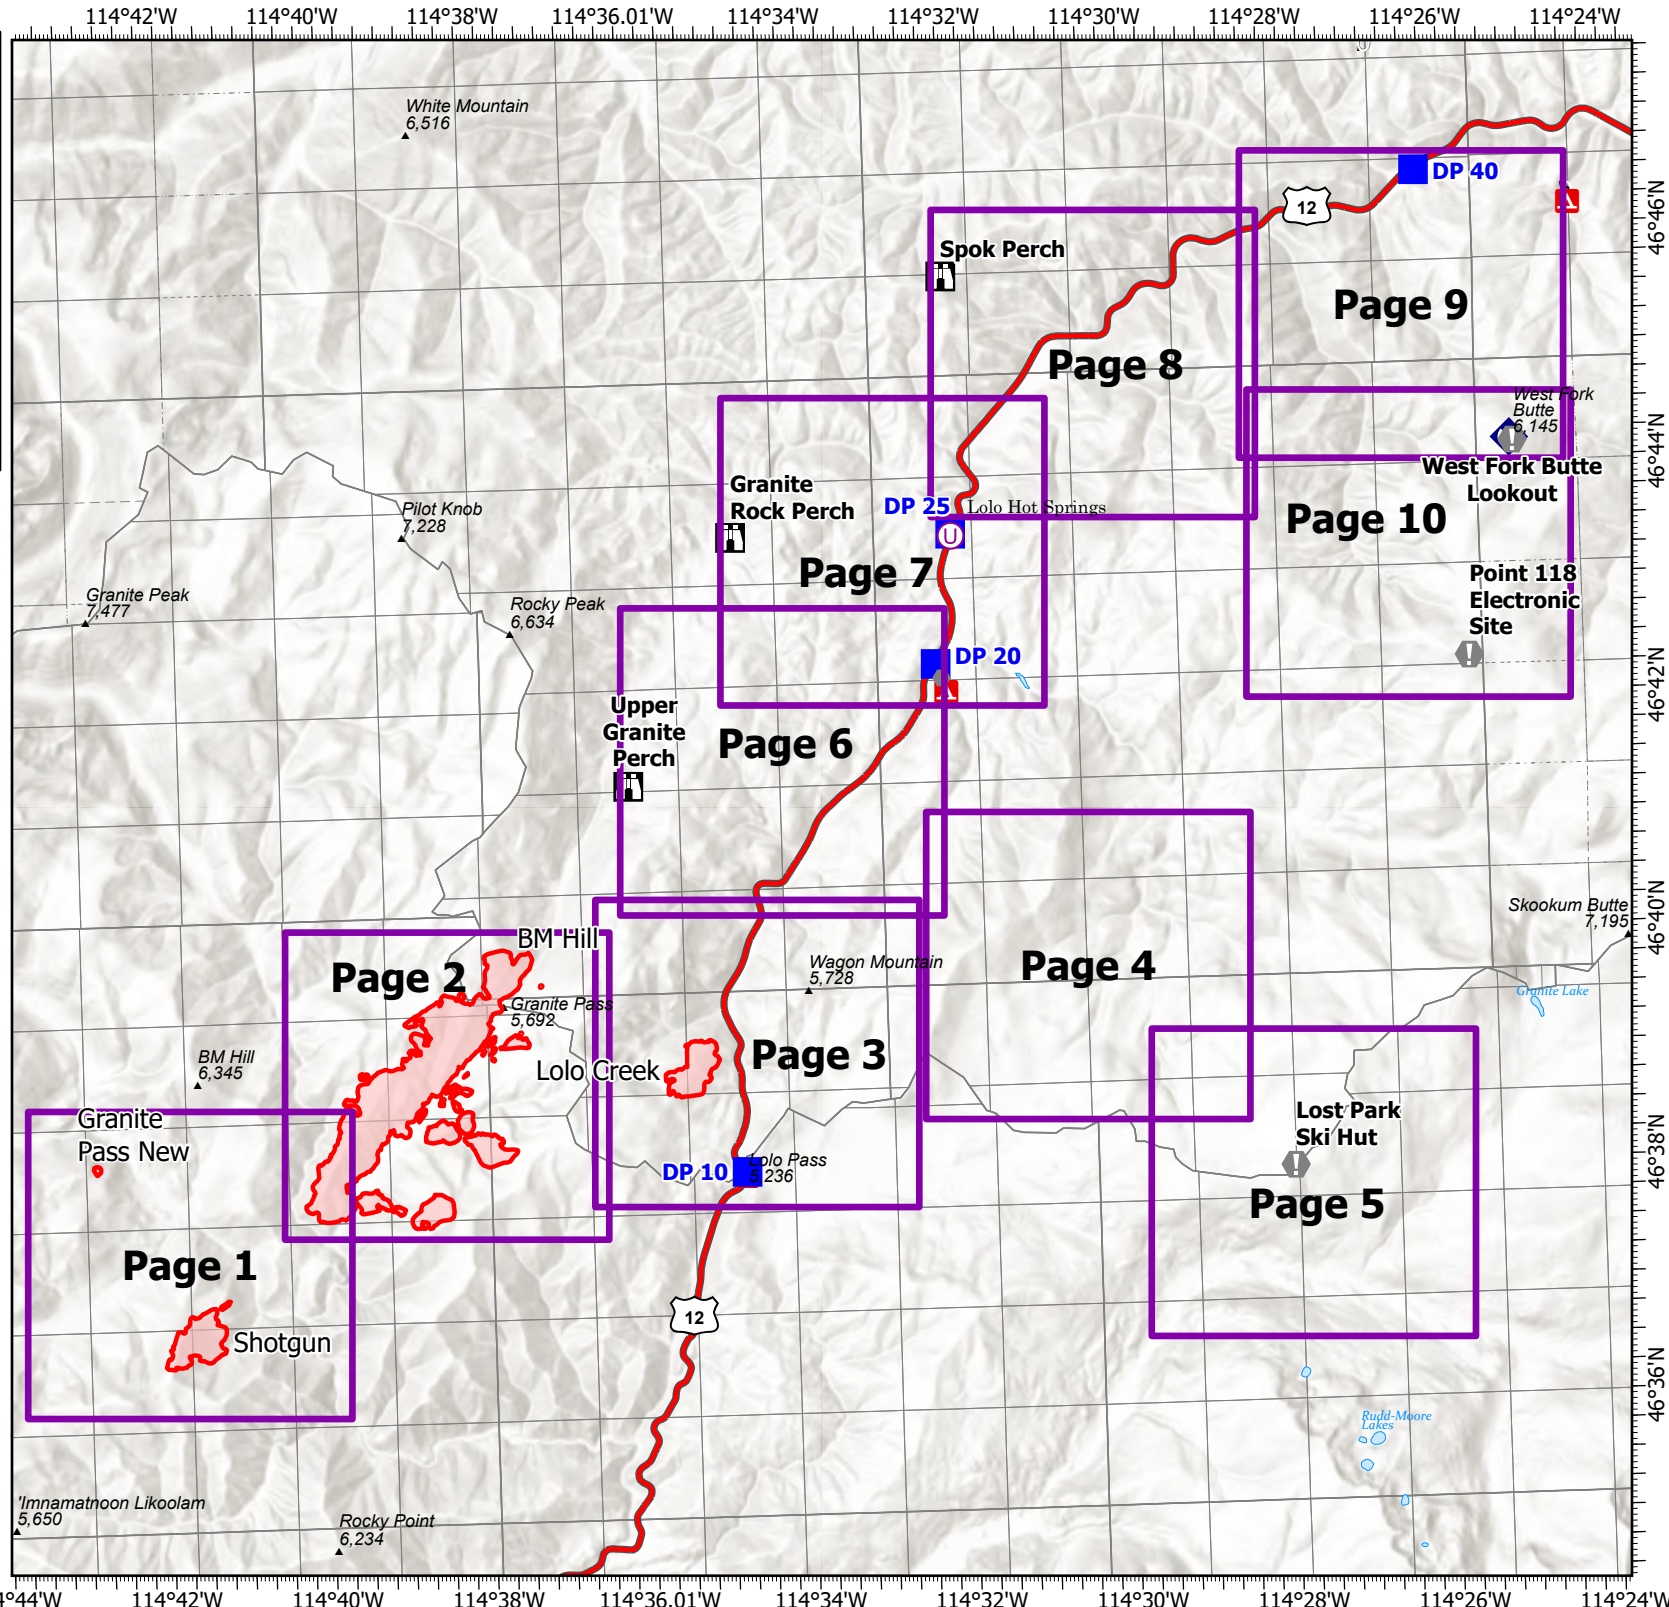 114°42'W 114°40'W 114°38'W 114°36.01'W 114°34'W 114°32'W 114°30'W 114°28'W 114°26'W 114°24'W
White Mountain
6,516
DP 40
12
46°46'N
Spok Perch
Page 9
Page 8
West Fork
Butte
6,145
46°44'N
West Fork Butte
Lookout
Granite
Rock Perch
DP 25
U
Lolo Hot Springs
Page 10
Pilot Knob
7,228
Page 7
Point 118
Electronic
Site
Granite Peak
7,477
Rocky Peak
6,634
DP 20
46°42'N
Upper
Granite
Perch
Page 6
46°40'N
Skookum Butte
7,195
BM Hill
Page 2
Wagon Mountain
5,728
Page 4
Granite Lake
Granite Pass
5,692
BM Hill
6,345
Lolo Creek
Page 3
Granite
Pass New
Lost Park
Ski Hut
46°38'N
DP 10
Lolo Pass
5,236
Page 5
Page 1
12
Shotgun
46°36'N
Rudd-Moore
Lakes
'Imnamatnoon Likoolam
5,650
Rocky Point
6,234
4°44'W 114°42'W 114°40'W 114°38'W 114°36.01'W 114°34'W 114°32'W 114°30'W 114°28'W 114°26'W 114°24'W